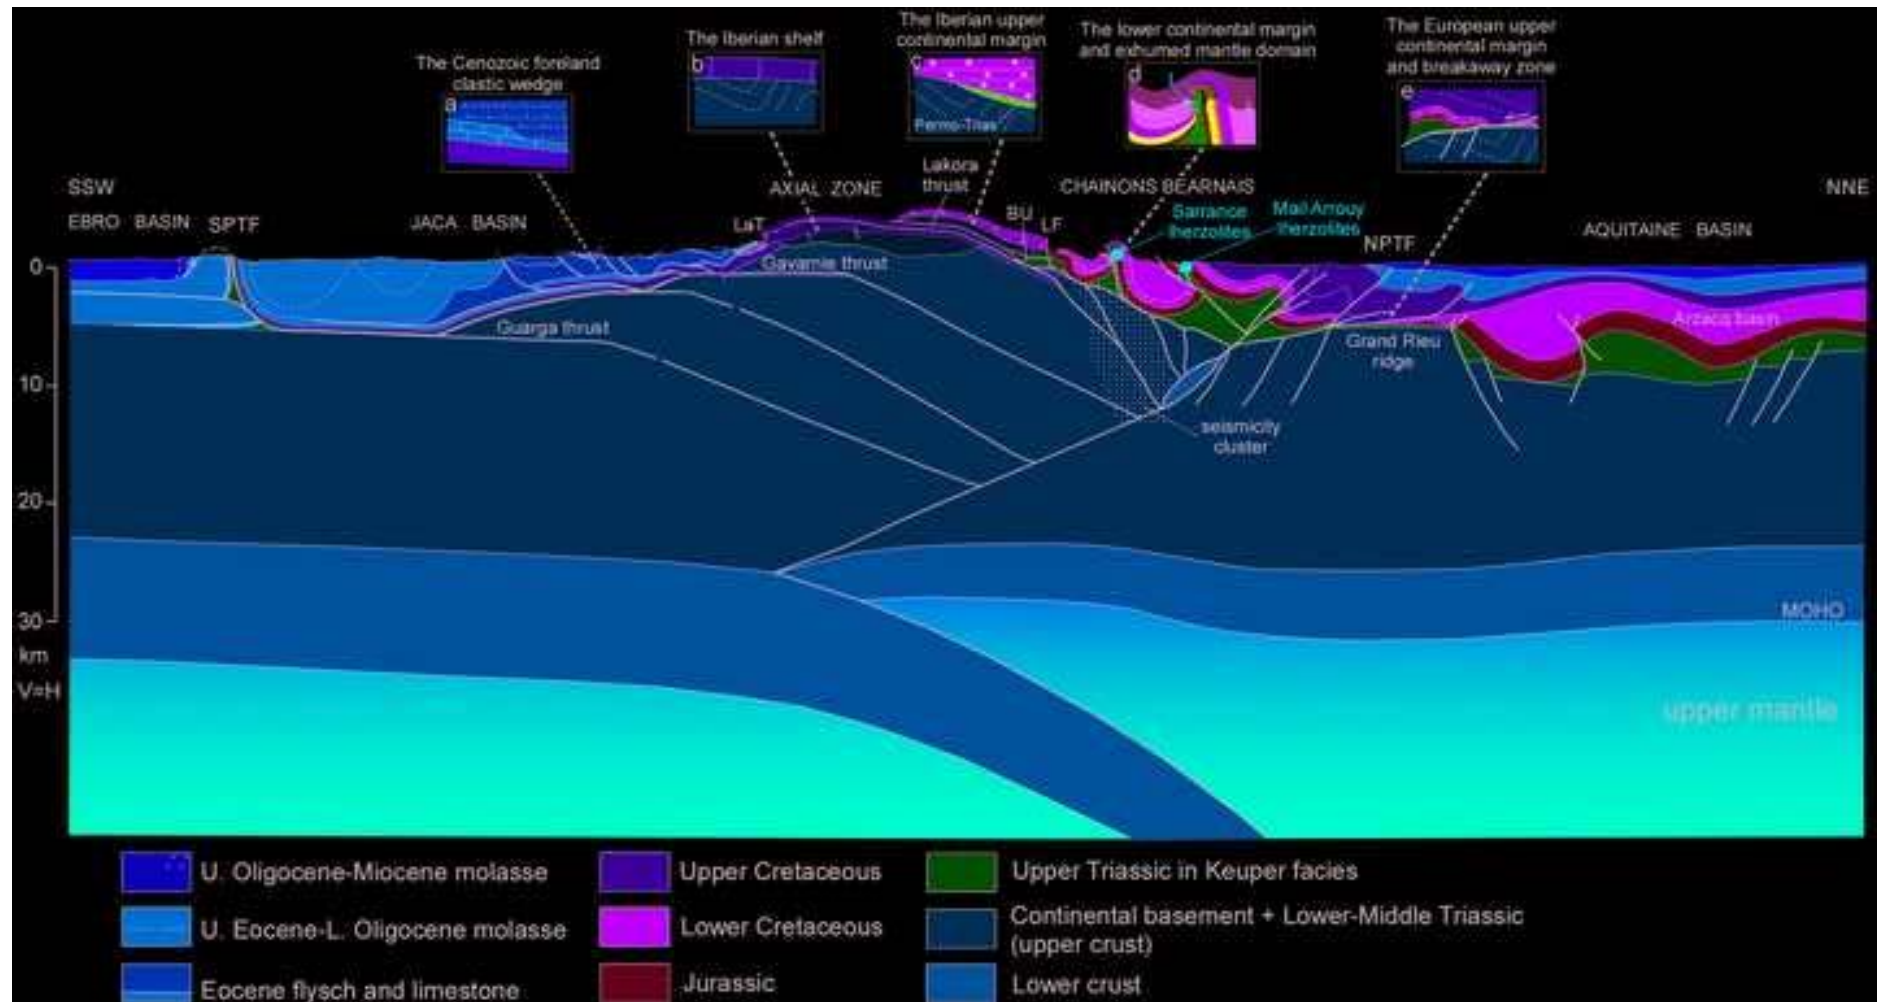 The Cenozoic foreland
clastic wedge
a
The Iberian shelf
b
The Iberian upper
continental margin
c
Permo-Trias
The lower continental margin
and exhumed mantle domain
d
The European upper
continental margin
and breakaway zone
e
SSW
NNE
EBRO BASIN
SPTF
JACA BASIN
LaT
AXIAL ZONE
Lakora
thrust
BU
LF
CHAINONS BÉARNAIS
Sarrance
lherzolites
Mail Arrouy
lherzolites
NPTF
AQUITAINE BASIN
Gavarnie thrust
Guarga thrust
Grand Rieu
ridge
Arzacq basin
seismicity
cluster
0
10
20
30
km
V=H
MOHO
upper mantle
U. Oligocene-Miocene molasse
U. Eocene-L. Oligocene molasse
Eocene flysch and limestone
Upper Cretaceous
Lower Cretaceous
Jurassic
Upper Triassic in Keuper facies
Continental basement + Lower-Middle Triassic
(upper crust)
Lower crust